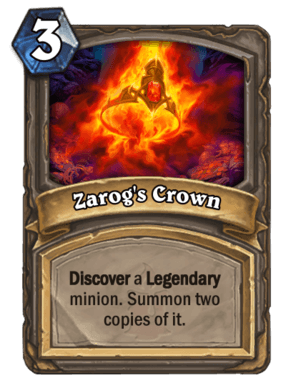 3
Zarog's Crown
Discover a Legendary
minion. Summon two
copies of it.